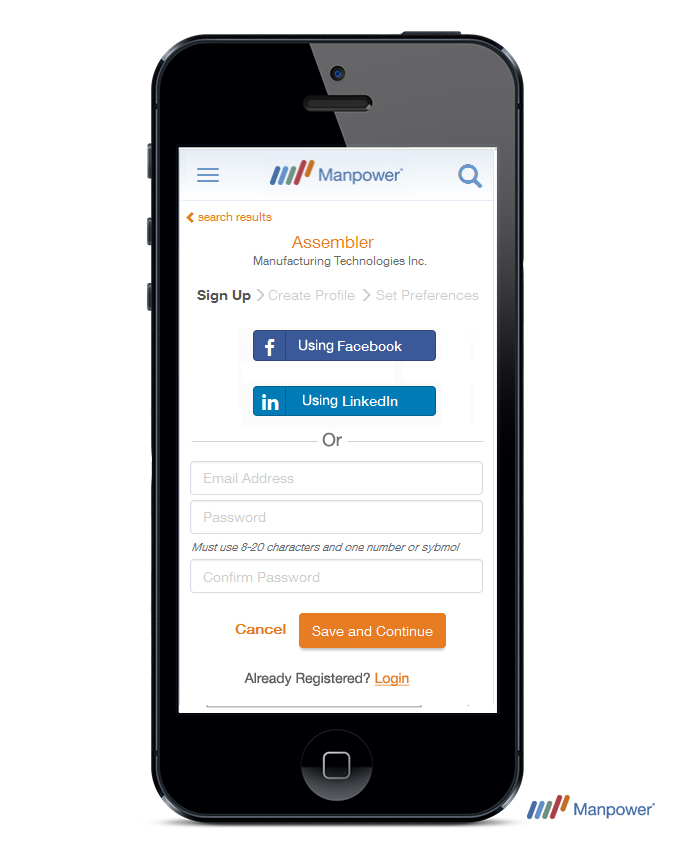 Manpower
search results
Assembler
Manufacturing Technologies Inc.
Sign Up > Create Profile > Set Preferences
f Using Facebook
in Using LinkedIn
Or
Email Address
Password
Must use 8-20 characters and one number or sybmol
Confirm Password
Cancel Save and Continue
Already Registered? Login
Manpower